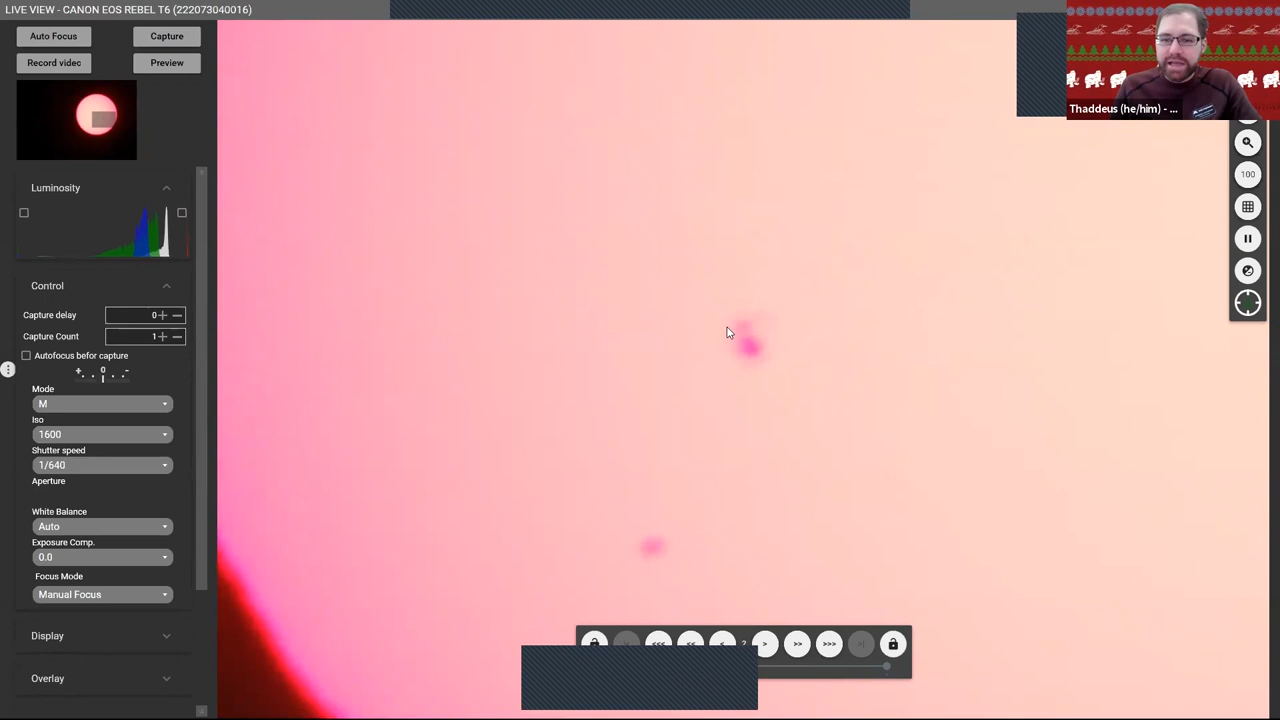 LIVE VIEW - CANON EOS REBEL T6 (222073040016)
Auto Focus
Capture
Record videc
Preview
Thaddeus (he/him) - ...
100
Luminosity
Control
Capture delay
0
Capture Count
1
Autofocus befor capture
+ 0 -
Mode
M
Iso
1600
Shutter speed
1/640
Aperture
White Balance
Auto
Exposure Comp.
0.0
Focus Mode
Manual Focus
Display
Overlay
<<< << < ? > >> >>> >|